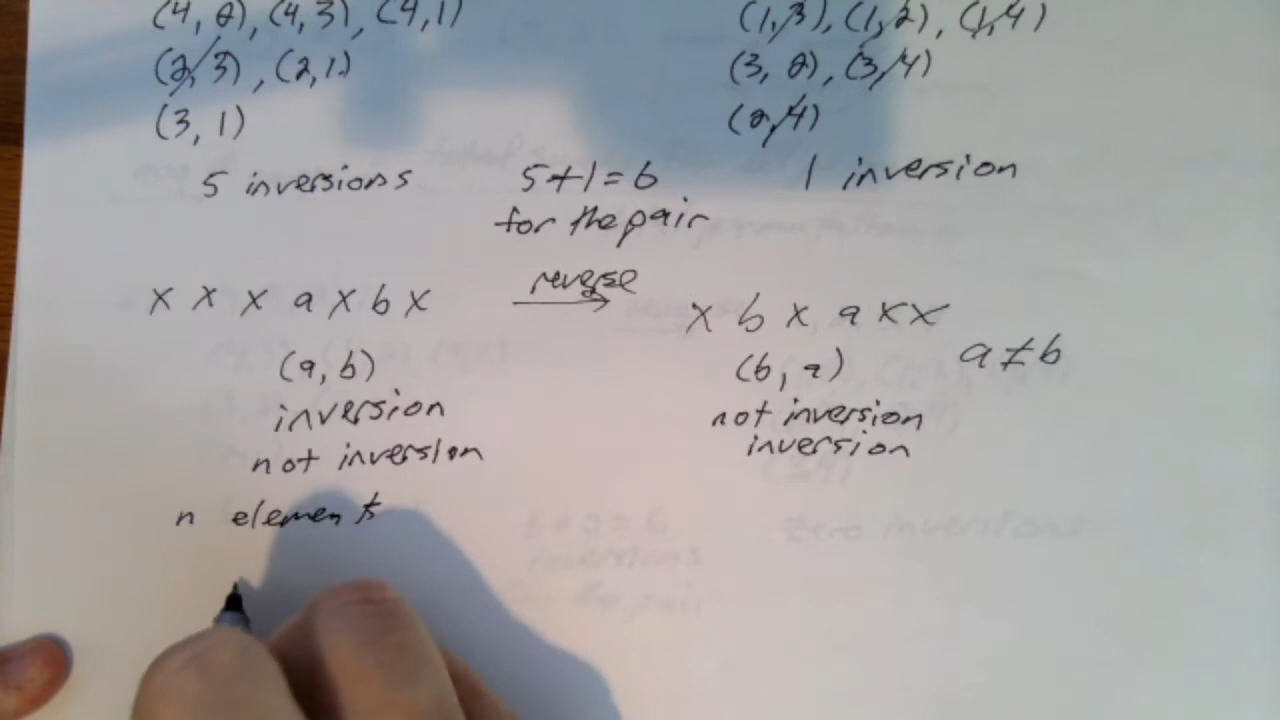 (4, 2), (4, 3), (4, 1)
(2, 3), (2, 1)
(3, 1)
5 inversions
(1, 3), (1, 2), (1, 4)
(3, 2), (3, 4)
(2, 4)
1 inversion
5+1=6
for the pair
x x x a x b x
reverse
x b x a x x
a ≠ b
(a, b)
inversion
not inversion
(b, a)
not inversion
inversion
n elements